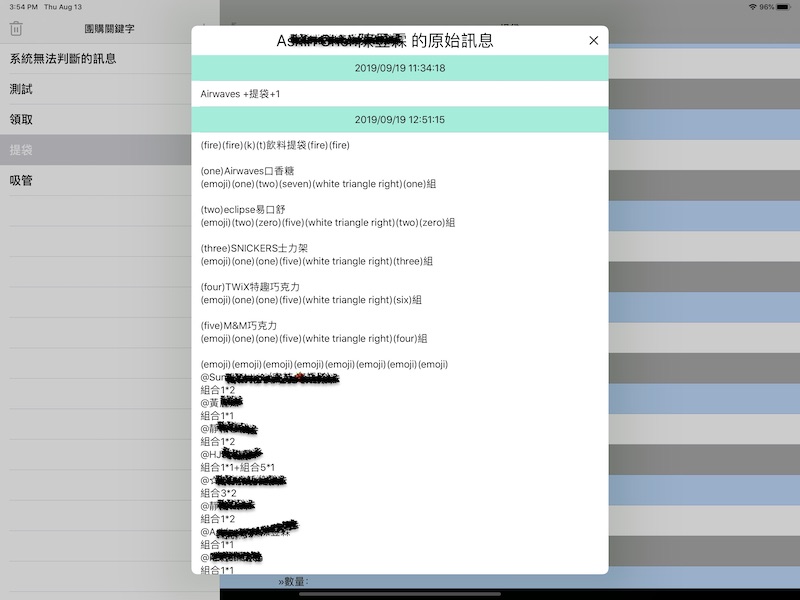 3:54 PM Thu Aug 13
96%
團購關鍵字
系統無法判斷的訊息
測試
領取
提袋
吸管
的原始訊息
2019/09/19 11:34:18
Airwaves +提袋+1
2019/09/19 12:51:15
(fire)(fire)(k)(t)飲料提袋(fire)(fire)
(one)Airwaves口香糖
(emoji)(one)(two)(seven)(white triangle right)(one)組
(two)eclipse易口舒
(emoji)(two)(zero)(five)(white triangle right)(two)(zero)組
(three)SNICKERS士力架
(emoji)(one)(one)(five)(white triangle right)(three)組
(four)TWiX特趣巧克力
(emoji)(one)(one)(five)(white triangle right)(six)組
(five)M&M巧克力
(emoji)(one)(one)(five)(white triangle right)(four)組
(emoji)(emoji)(emoji)(emoji)(emoji)(emoji)(emoji)(emoji)
@Sun
組合1*2
@黃
組合1*1
@靜
組合1*2
@HJ
組合1*1+組合5*1
@☆
組合3*2
@靜
組合1*2
@A
組合1*1
@
組合1*1
»數量: